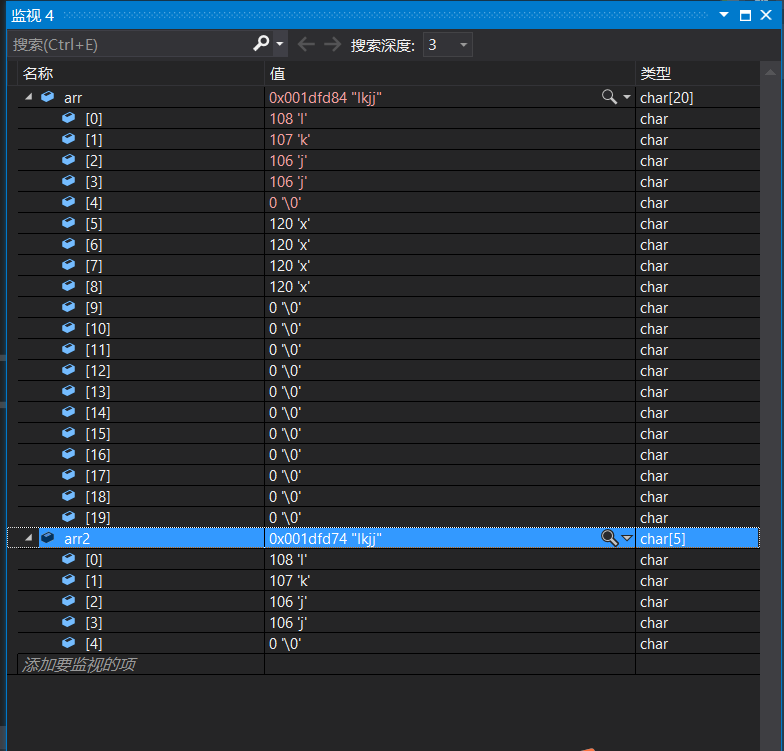 监视 4
搜索(Ctrl+E) 搜索深度: 3
名称 值 类型
arr 0x001dfd84 "lkjj" char[20]
[0] 108 'l' char
[1] 107 'k' char
[2] 106 'j' char
[3] 106 'j' char
[4] 0 '\0' char
[5] 120 'x' char
[6] 120 'x' char
[7] 120 'x' char
[8] 120 'x' char
[9] 0 '\0' char
[10] 0 '\0' char
[11] 0 '\0' char
[12] 0 '\0' char
[13] 0 '\0' char
[14] 0 '\0' char
[15] 0 '\0' char
[16] 0 '\0' char
[17] 0 '\0' char
[18] 0 '\0' char
[19] 0 '\0' char
arr2 0x001dfd74 "lkjj" char[5]
[0] 108 'l' char
[1] 107 'k' char
[2] 106 'j' char
[3] 106 'j' char
[4] 0 '\0' char
添加要监视的项